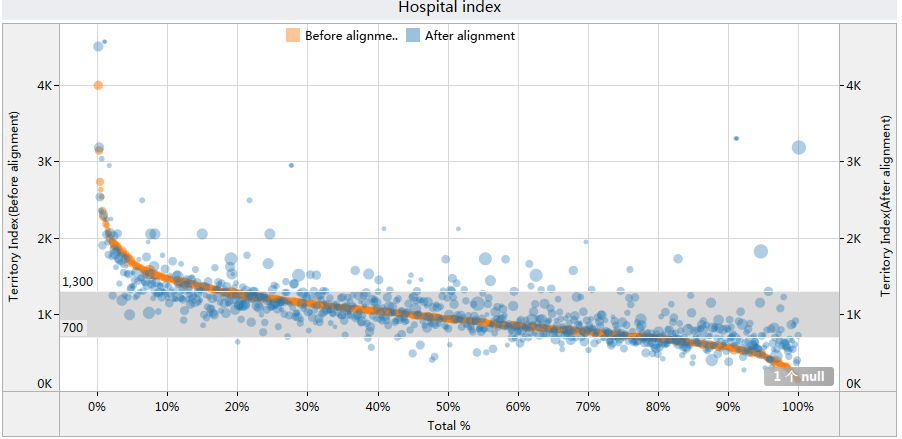 Hospital index
Before alignme..
After alignment
Territory Index(Before alignment)
4K
3K
2K
1K
0K
1,300
700
4K
3K
2K
1K
0K
Territory Index(After alignment)
1 个 null
0%
10%
20%
30%
40%
50%
60%
70%
80%
90%
100%
Total %